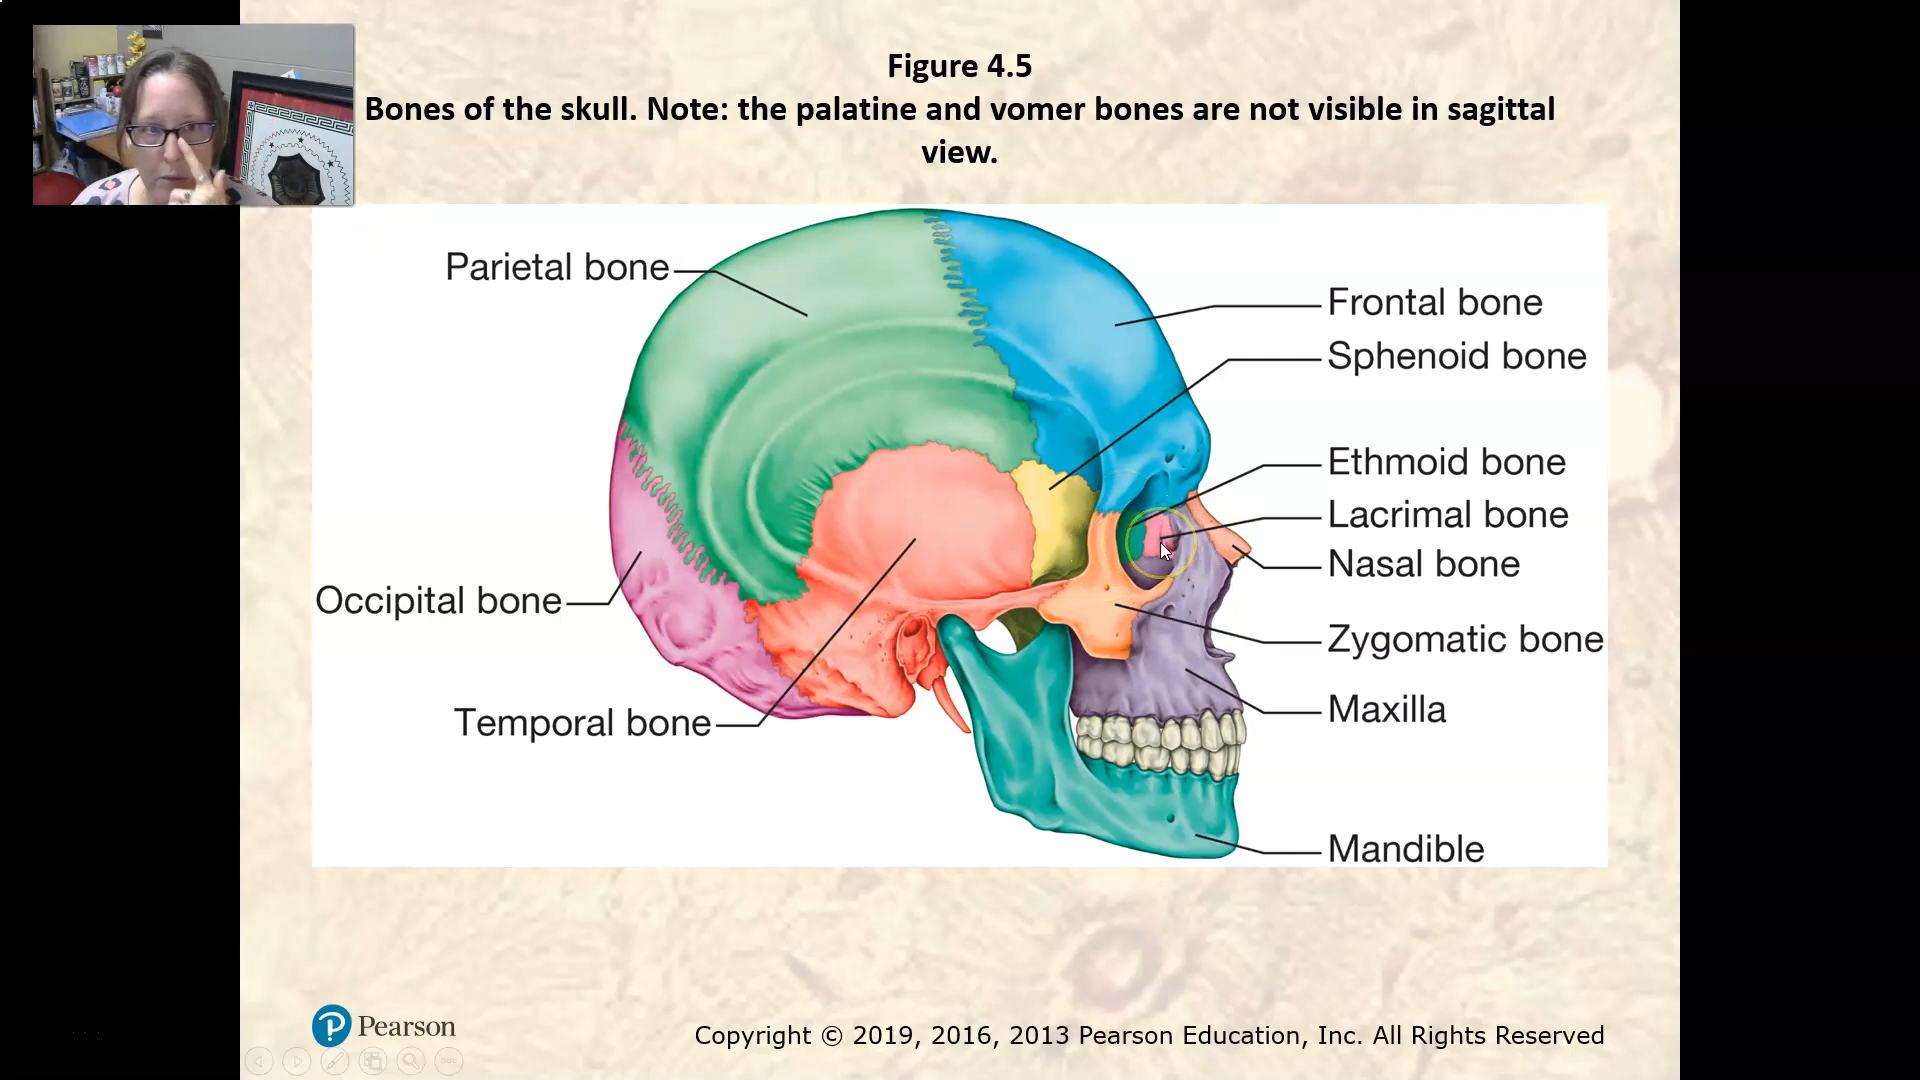 Figure 4.5
Bones of the skull. Note: the palatine and vomer bones are not visible in sagittal
view.
Parietal bone
Frontal bone
Sphenoid bone
Ethmoid bone
Lacrimal bone
Nasal bone
Occipital bone
Zygomatic bone
Maxilla
Temporal bone
Mandible
Pearson
Copyright © 2019, 2016, 2013 Pearson Education, Inc. All Rights Reserved